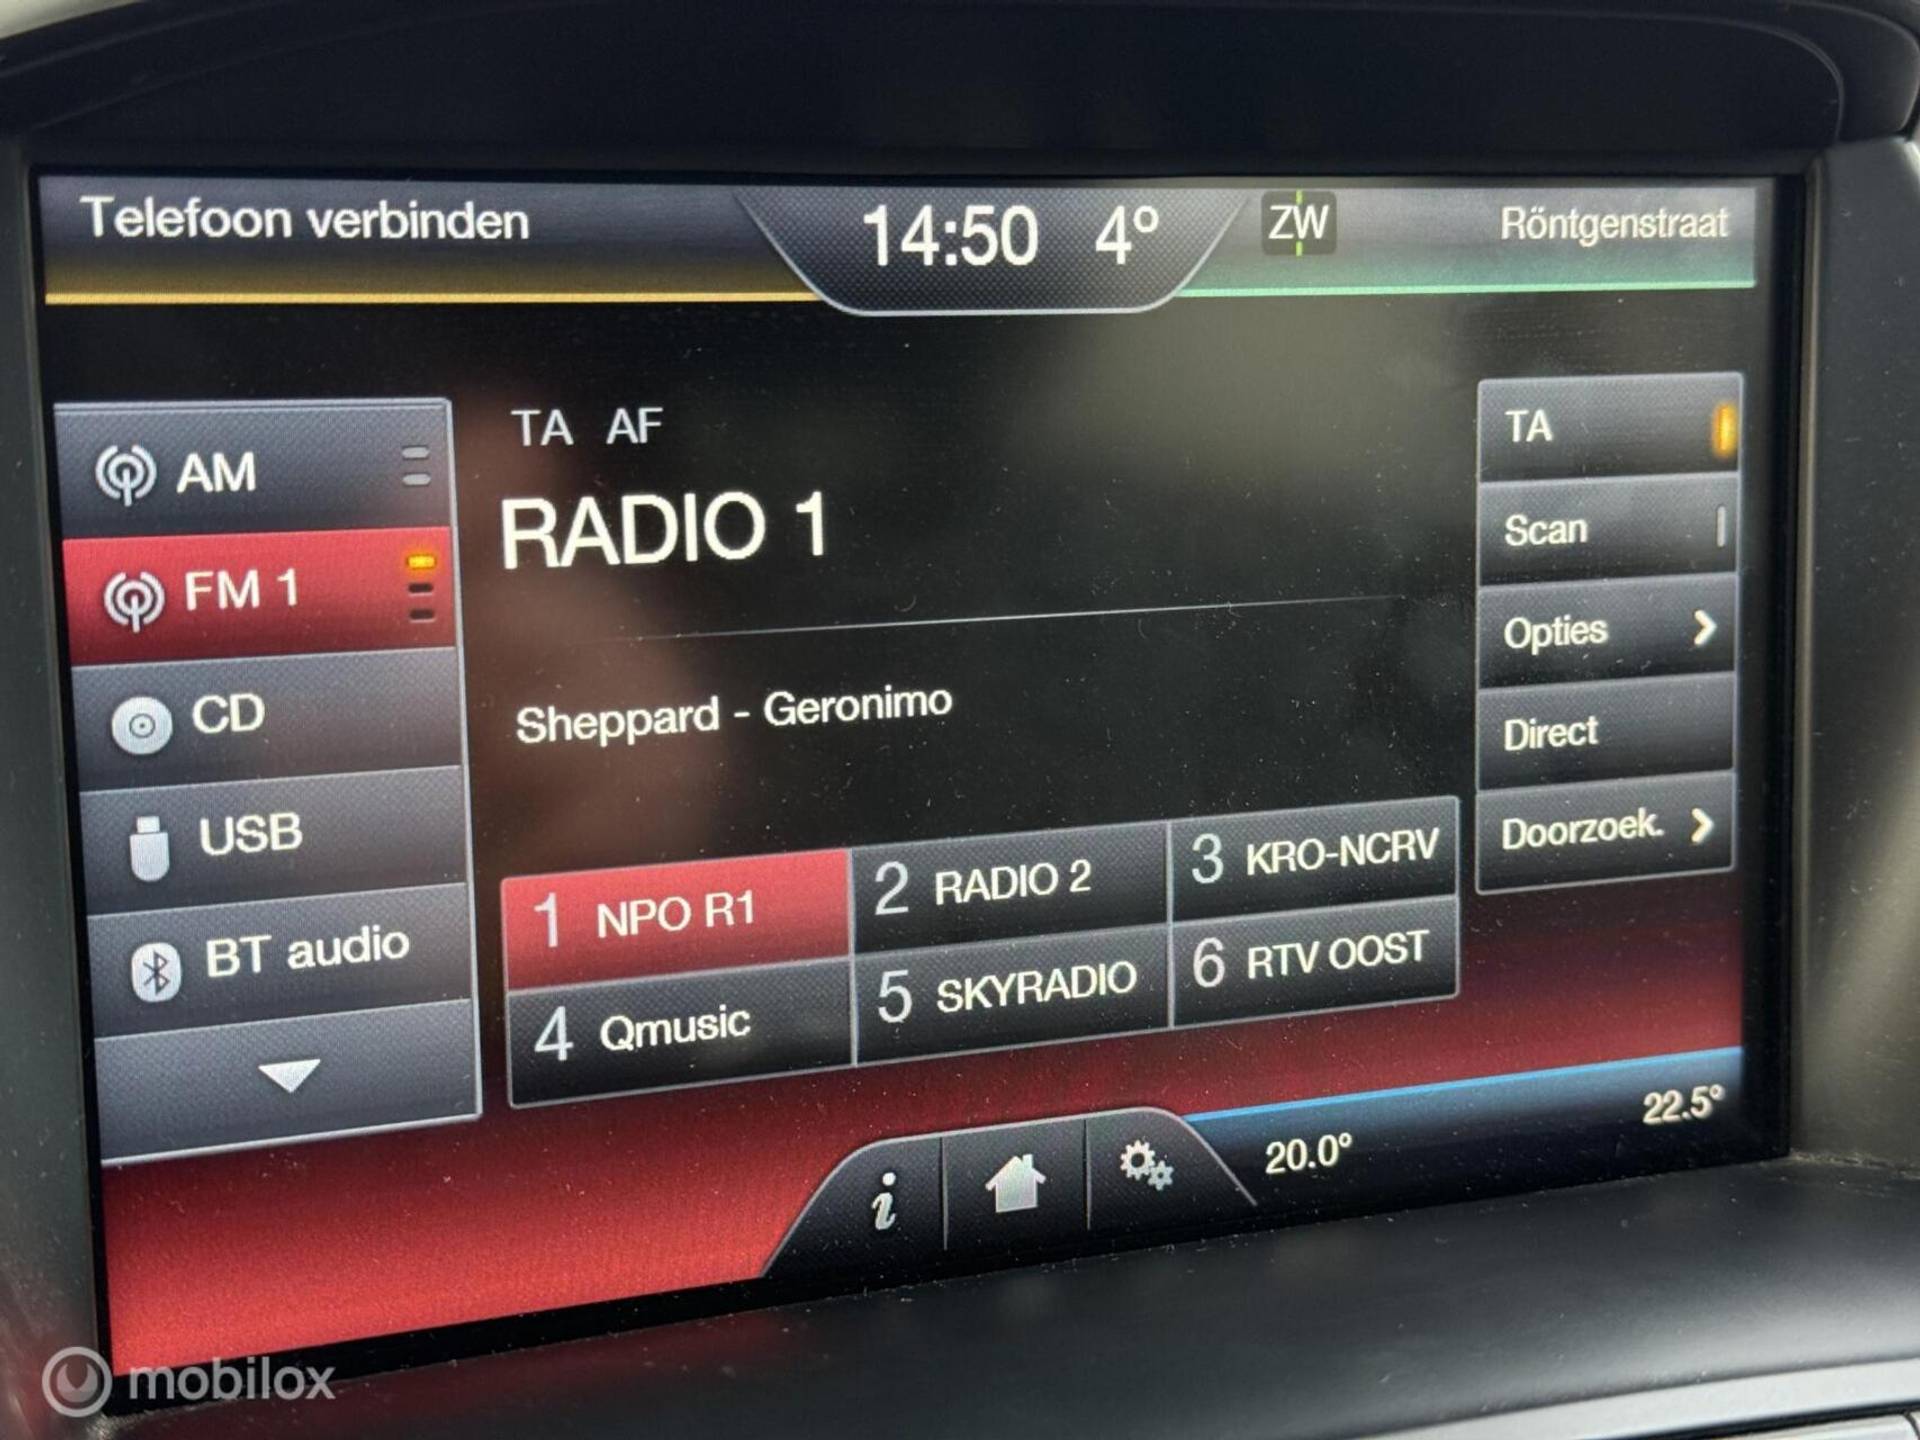 Telefoon verbinden
14:50 4°
ZW
Röntgenstraat
AM
FM 1
CD
USB
BT audio
TA AF
RADIO 1
Sheppard - Geronimo
1 NPO R1
2 RADIO 2
3 KRO-NCRV
4 Qmusic
5 SKYRADIO
6 RTV OOST
TA
Scan
Opties
Direct
Doorzoek.
i
20.0°
22.5°
mobilox